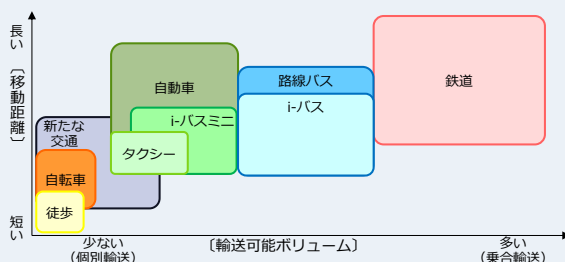 長い
〔移動距離〕
短い
鉄道
路線バス
i-バス
自動車
i-バスミニ
タクシー
新たな
交通
自転車
徒歩
少ない
（個別輸送）
〔輸送可能ボリューム〕
多い
（乗合輸送）